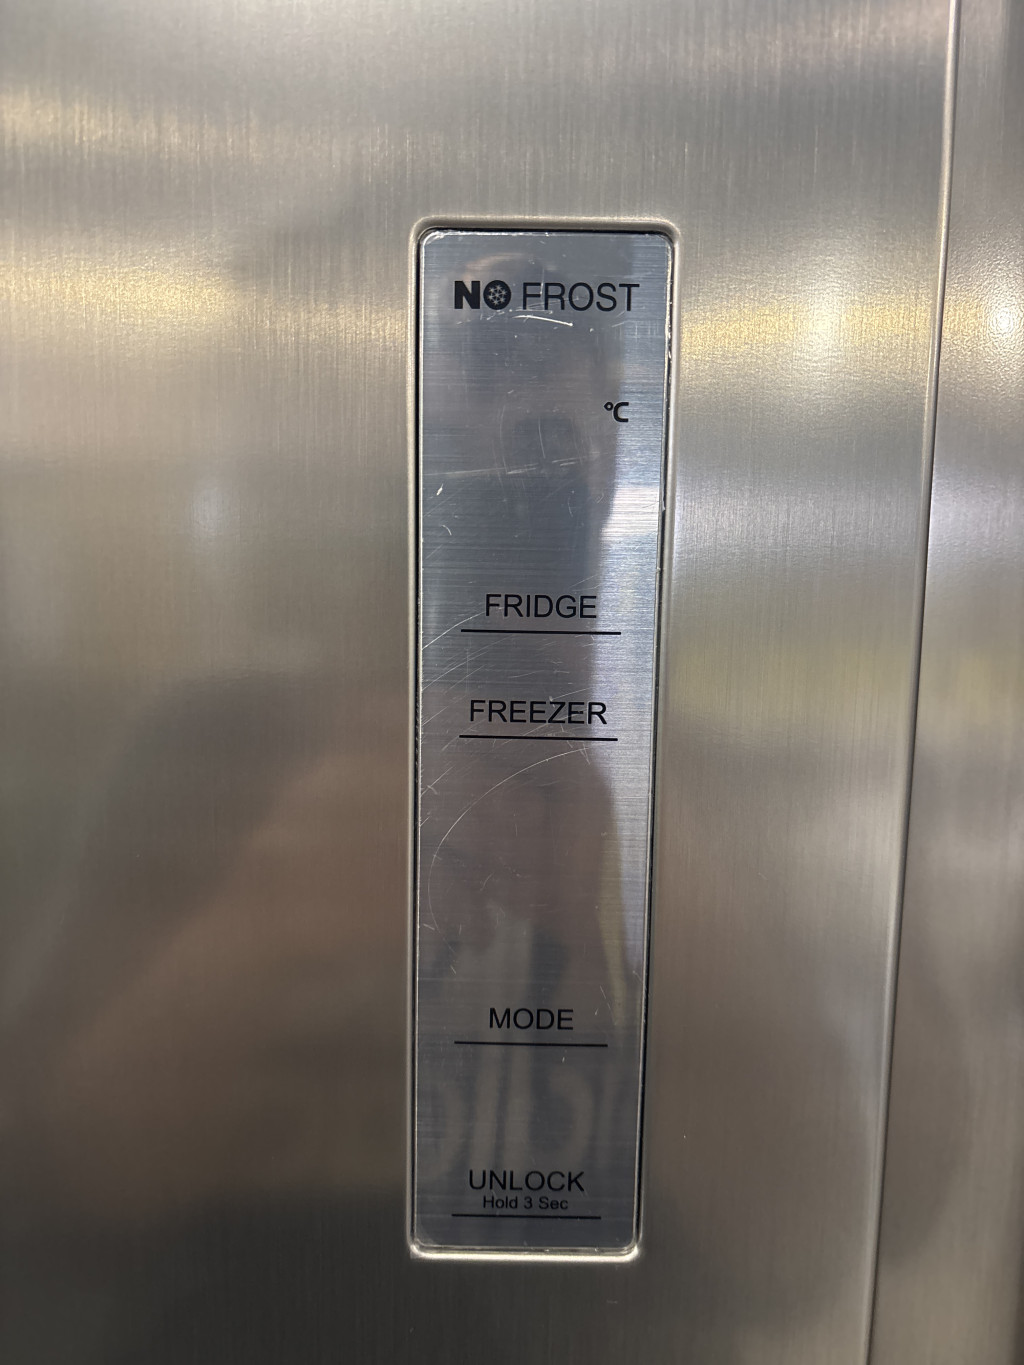 NO FROST
°C
FRIDGE
FREEZER
MODE
UNLOCK
Hold 3 Sec